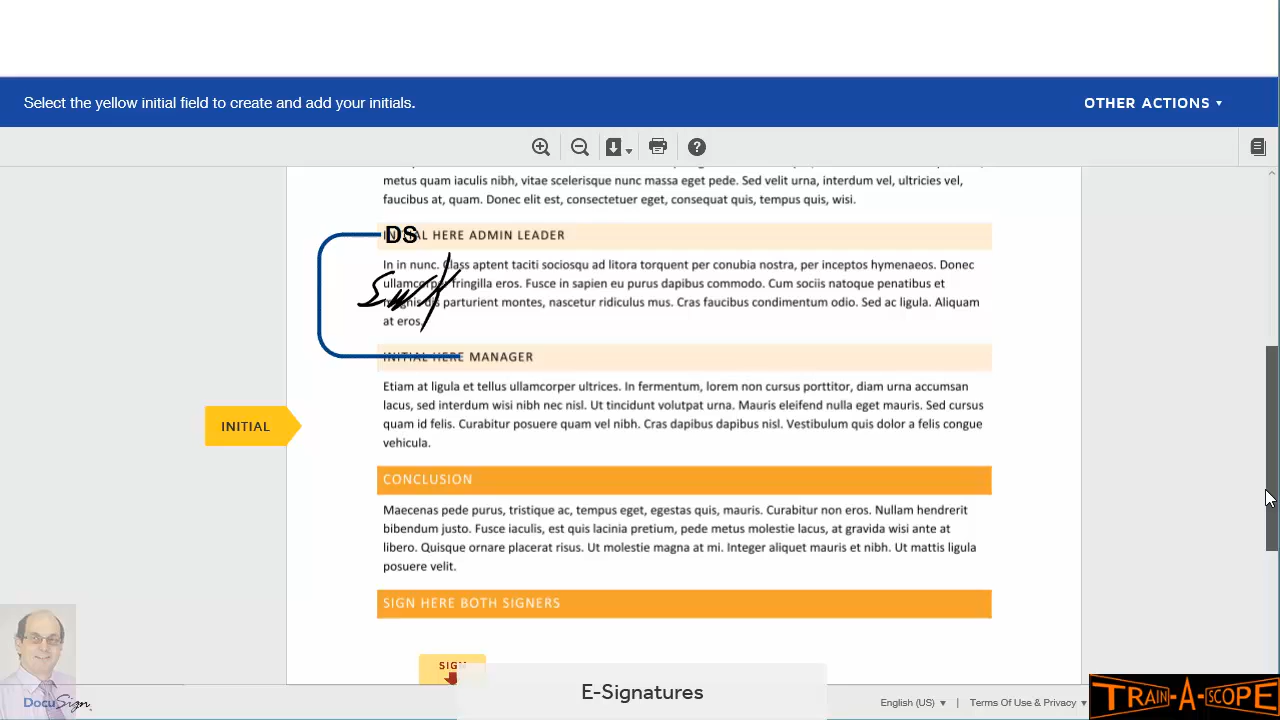 Select the yellow initial field to create and add your initials.
OTHER ACTIONS
metus quam iaculis nibh, vitae scelerisque nunc massa eget pede. Sed velit urna, interdum vel, ultricies vel,
faucibus at, quam. Donec elit est, consectetuer eget, consequat quis, tempus quis, wisi.
DS
INITIAL HERE ADMIN LEADER
In in nunc. Class aptent taciti sociosqu ad litora torquent per conubia nostra, per inceptos hymenaeos. Donec
ullamcorper fringilla eros. Fusce in sapien eu purus dapibus commodo. Cum sociis natoque penatibus et
magnis dis parturient montes, nascetur ridiculus mus. Cras faucibus condimentum odio. Sed ac ligula. Aliquam
at eros.
INITIAL HERE MANAGER
Etiam at ligula et tellus ullamcorper ultrices. In fermentum, lorem non cursus porttitor, diam urna accumsan
lacus, sed interdum wisi nibh nec nisl. Ut tincidunt volutpat urna. Mauris eleifend nulla eget mauris. Sed cursus
quam id felis. Curabitur posuere quam vel nibh. Cras dapibus dapibus nisl. Vestibulum quis dolor a felis congue
vehicula.
INITIAL
CONCLUSION
Maecenas pede purus, tristique ac, tempus eget, egestas quis, mauris. Curabitur non eros. Nullam hendrerit
bibendum justo. Fusce iaculis, est quis lacinia pretium, pede metus molestie lacus, at gravida wisi ante at
libero. Quisque ornare placerat risus. Ut molestie magna at mi. Integer aliquet mauris et nibh. Ut mattis ligula
posuere velit.
SIGN HERE BOTH SIGNERS
SIGN
E-Signatures
DocuSign
English (US)
Terms Of Use & Privacy
TRAIN-A-SCOPE